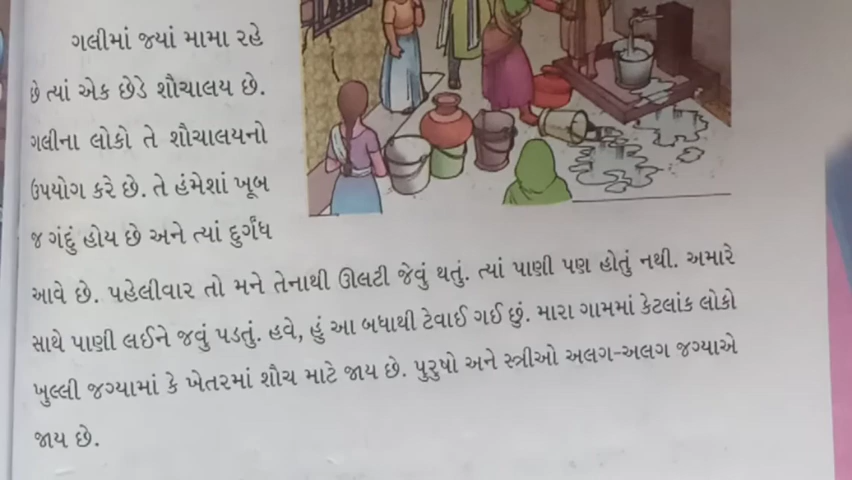 ગલીમાં જ્યાં મામા રહે
છે ત્યાં એક છેડે શૌચાલય છે.
ગલીના લોકો તે શૌચાલયનો
ઉપયોગ કરે છે. તે હંમેશાં ખૂબ
જ ગંદું હોય છે અને ત્યાં દુર્ગંધ
આવે છે. પહેલીવાર તો મને તેનાથી ઊલટી જેવું થતું. ત્યાં પાણી પણ હોતું નથી. અમારે
સાથે પાણી લઈને જવું પડતું. હવે, હું આ બધાથી ટેવાઈ ગઈ છું. મારા ગામમાં કેટલાંક લોકો
ખુલ્લી જગ્યામાં કે ખેતરમાં શૌચ માટે જાય છે. પુરુષો અને સ્ત્રીઓ અલગ-અલગ જગ્યાએ
જાય છે.